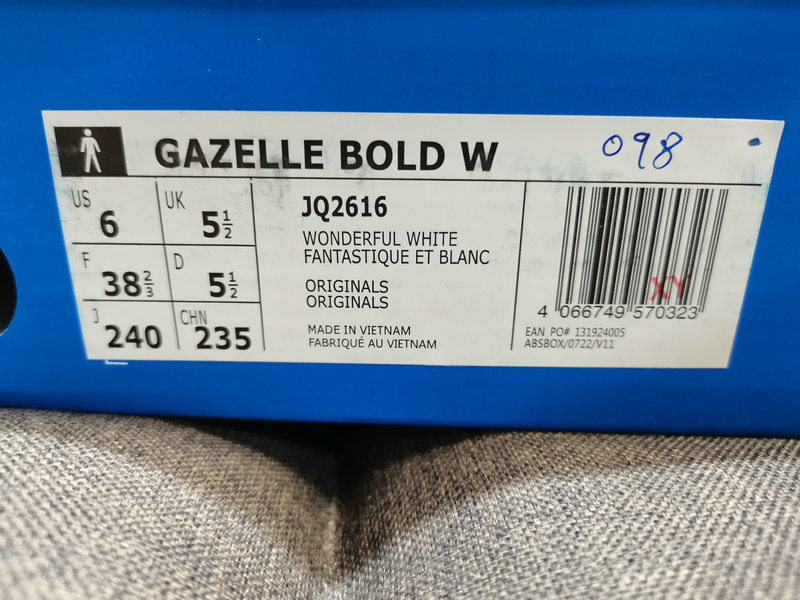 GAZELLE BOLD W
098
US 6
UK 5 1/2
F 38 2/3
D 5 1/2
J 240
CHN 235
JQ2616
WONDERFUL WHITE
FANTASTIQUE ET BLANC
ORIGINALS
ORIGINALS
MADE IN VIETNAM
FABRIQUÉ AU VIETNAM
XY
4 066749 570323
EAN PO# 131924005
ABSBOX/0722/V11